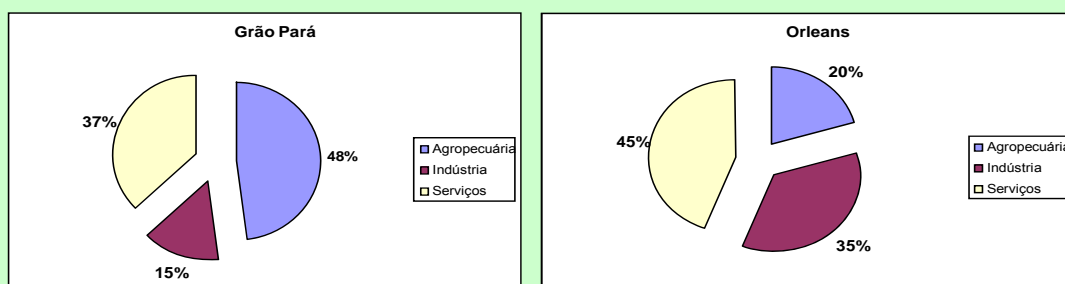 Grão Pará
37%
48%
15%
Agropecuária
Indústria
Serviços
Orleans
20%
45%
35%
Agropecuária
Indústria
Serviços